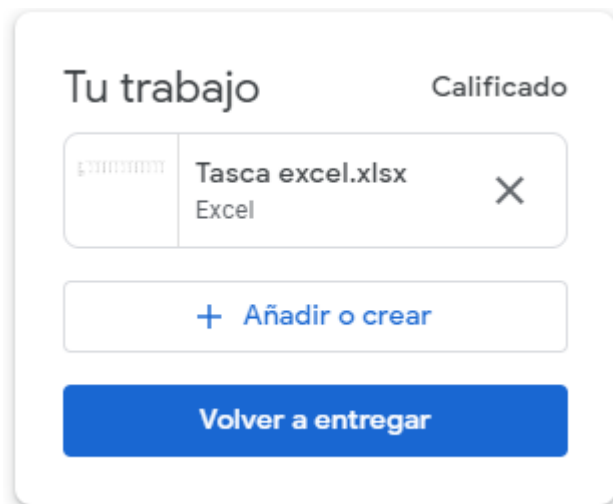 Tu trabajo
Calificado
Tasca excel.xlsx
Excel
+ Añadir o crear
Volver a entregar